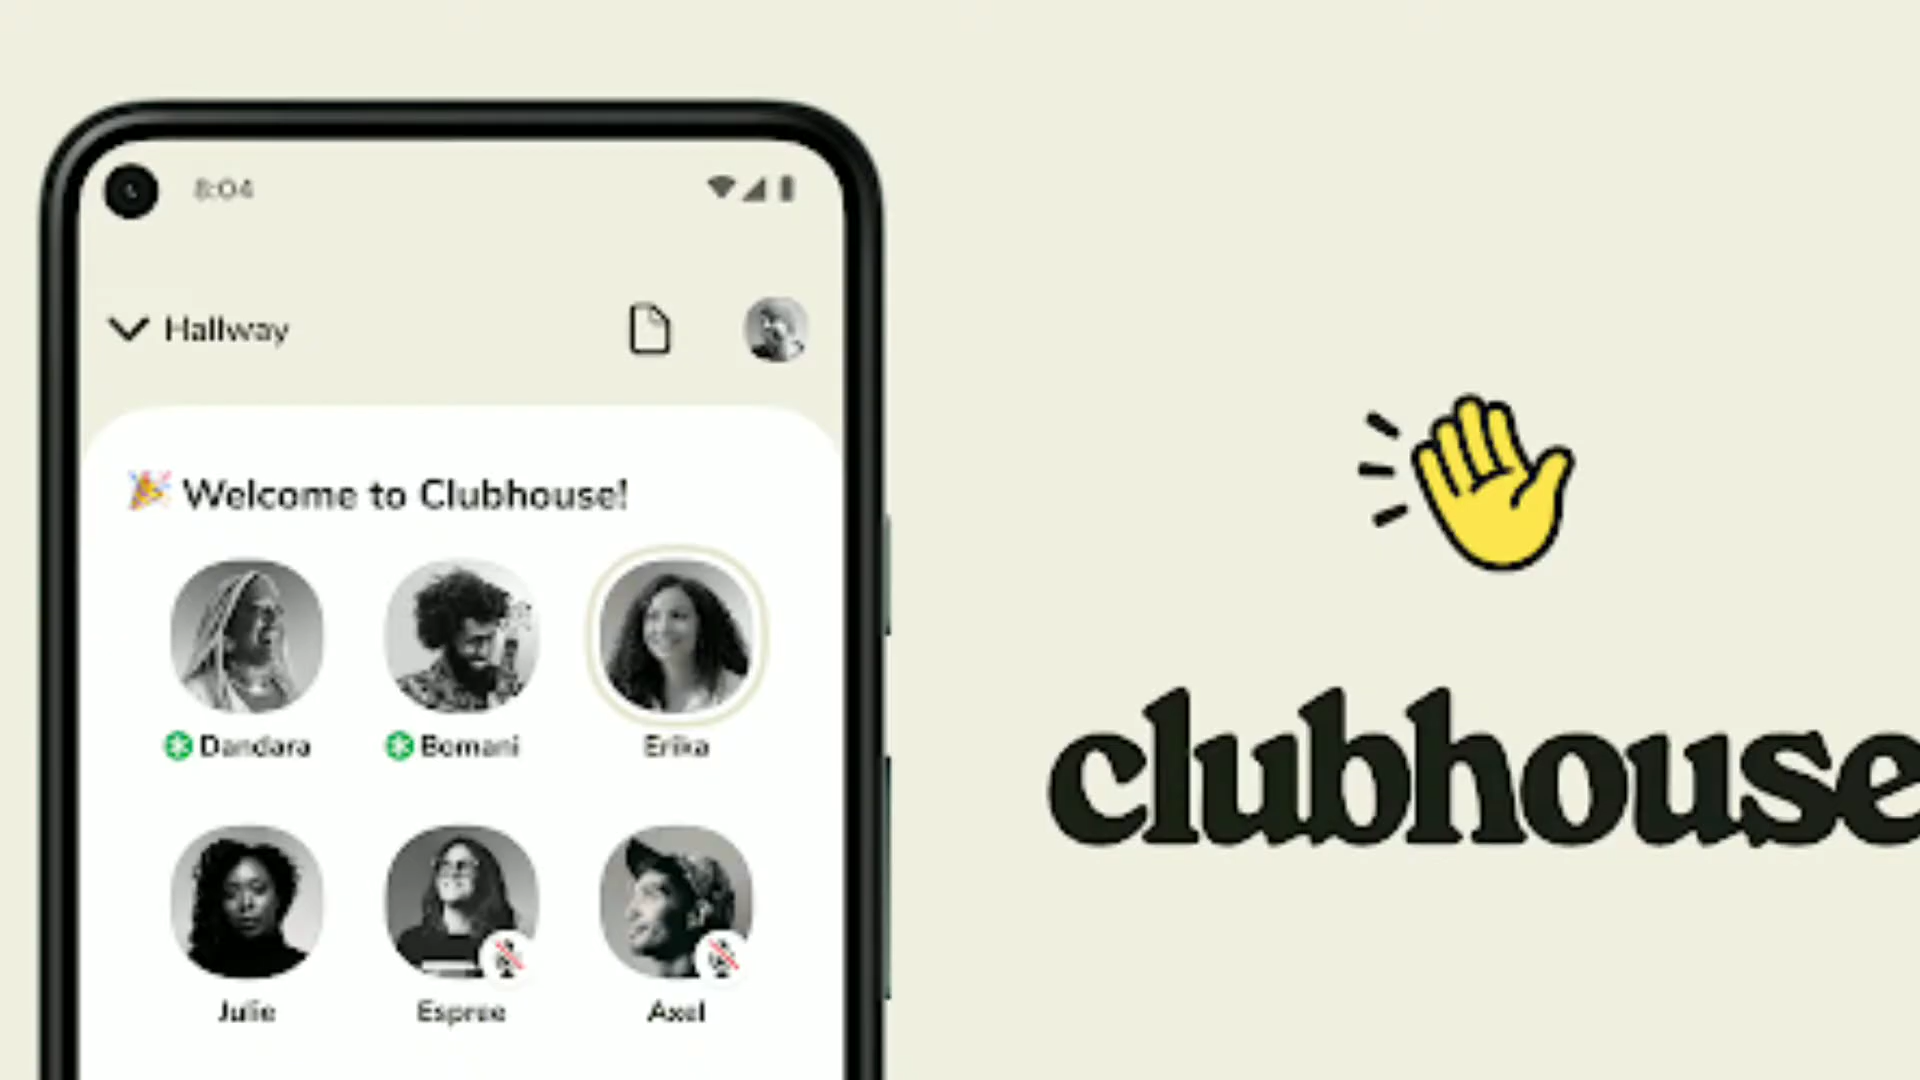 8:04
Hallway
Welcome to Clubhouse!
Dandara
Bomani
Erika
Julie
Espree
Axel
clubhouse